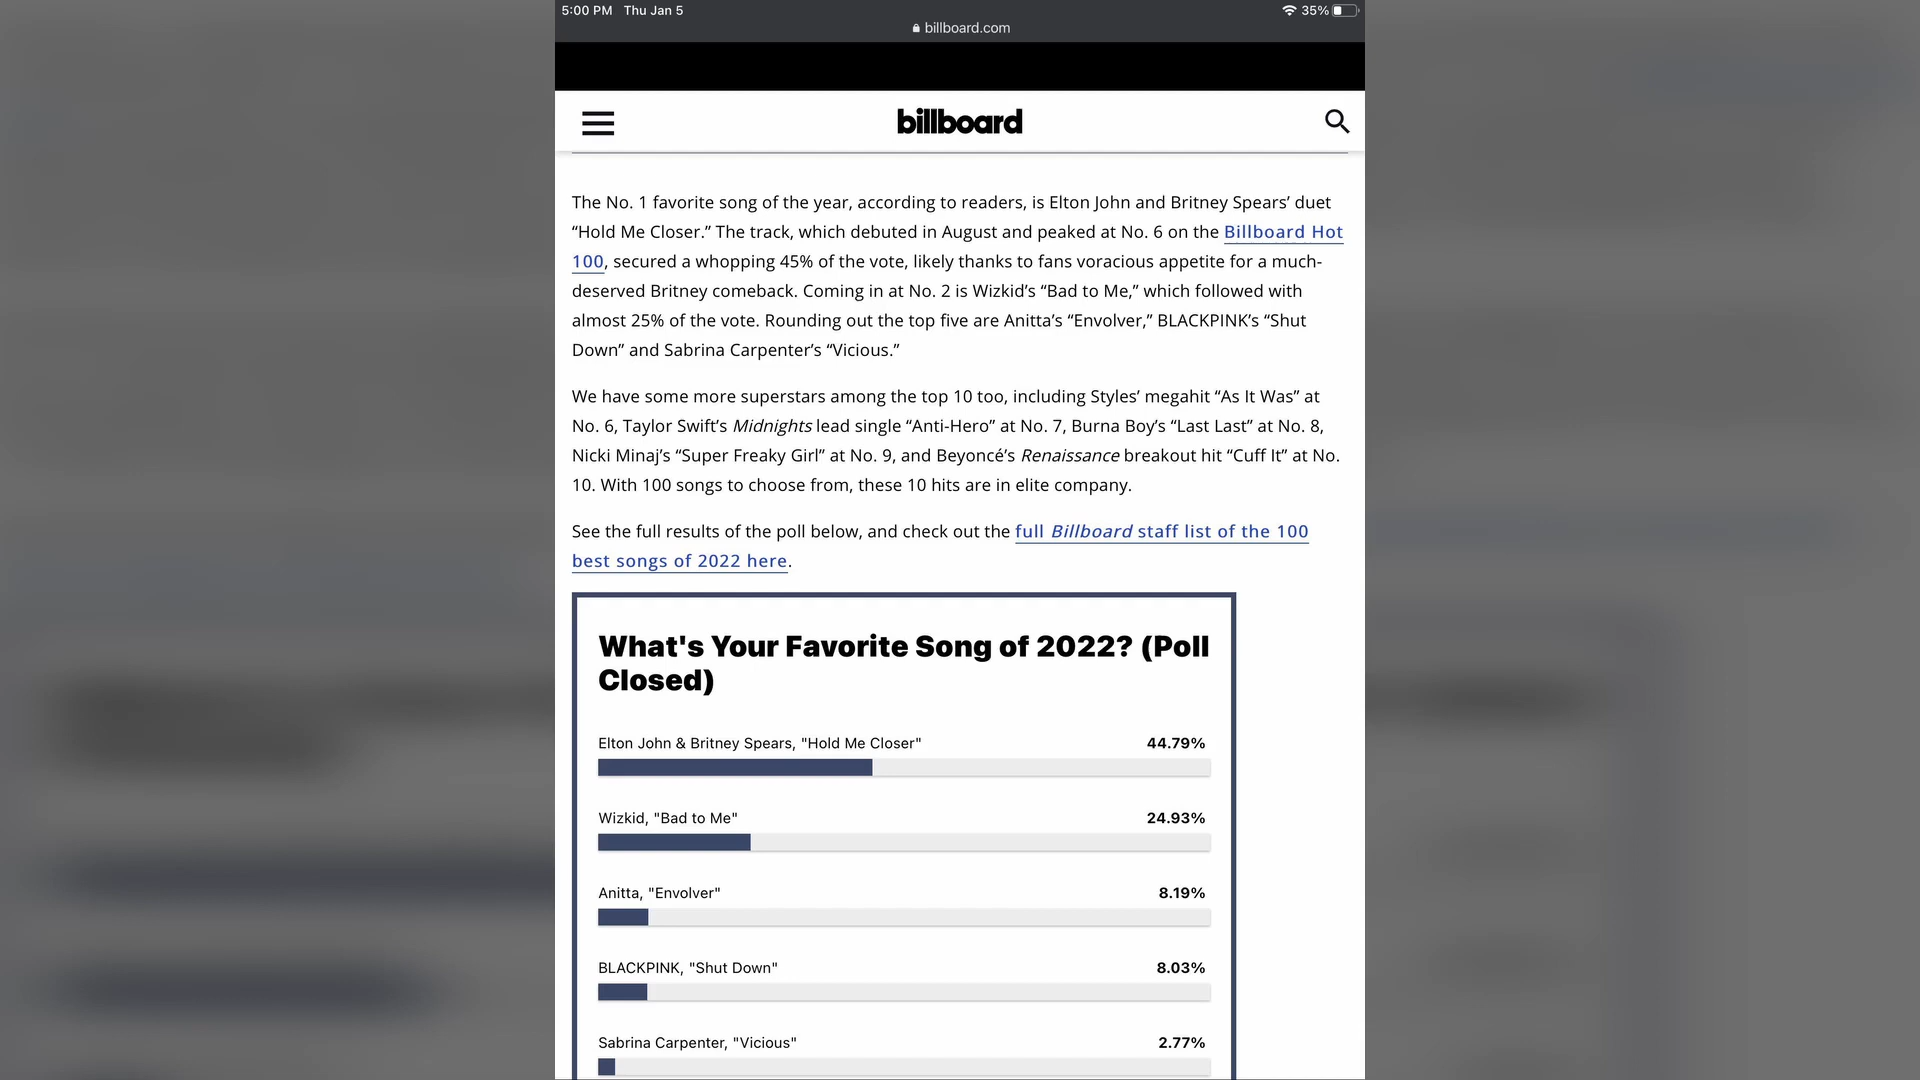 5:00 PM Thu Jan 5
35%
billboard.com
billboard
The No. 1 favorite song of the year, according to readers, is Elton John and Britney Spears’ duet
“Hold Me Closer.” The track, which debuted in August and peaked at No. 6 on the Billboard Hot
100, secured a whopping 45% of the vote, likely thanks to fans voracious appetite for a much-
deserved Britney comeback. Coming in at No. 2 is Wizkid’s “Bad to Me,” which followed with
almost 25% of the vote. Rounding out the top five are Anitta’s “Envolver,” BLACKPINK’s “Shut
Down” and Sabrina Carpenter’s “Vicious.”
We have some more superstars among the top 10 too, including Styles’ megahit “As It Was” at
No. 6, Taylor Swift’s Midnights lead single “Anti-Hero” at No. 7, Burna Boy’s “Last Last” at No. 8,
Nicki Minaj’s “Super Freaky Girl” at No. 9, and Beyoncé’s Renaissance breakout hit “Cuff It” at No.
10. With 100 songs to choose from, these 10 hits are in elite company.
See the full results of the poll below, and check out the full Billboard staff list of the 100
best songs of 2022 here.
What's Your Favorite Song of 2022? (Poll
Closed)
Elton John & Britney Spears, "Hold Me Closer" 44.79%
Wizkid, "Bad to Me" 24.93%
Anitta, "Envolver" 8.19%
BLACKPINK, "Shut Down" 8.03%
Sabrina Carpenter, "Vicious" 2.77%